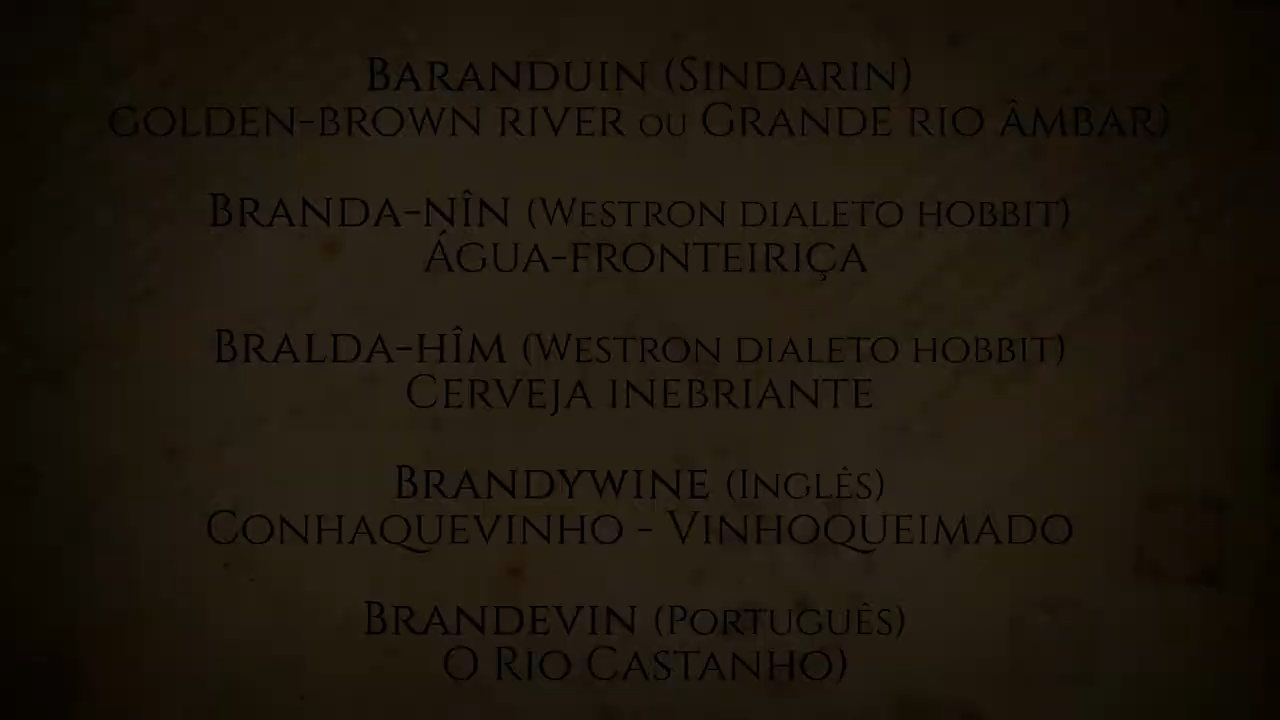 Baranduin (Sindarin)
golden-brown river ou Grande rio Âmbar)
Branda-nîn (Westron dialeto hobbit)
Água-fronteiriça
Bralda-hîm (Westron dialeto hobbit)
Cerveja inebriante
Brandywine (Inglês)
Conhaquevinho - Vinhoqueimado
Brandevin (Português)
O Rio Castanho)